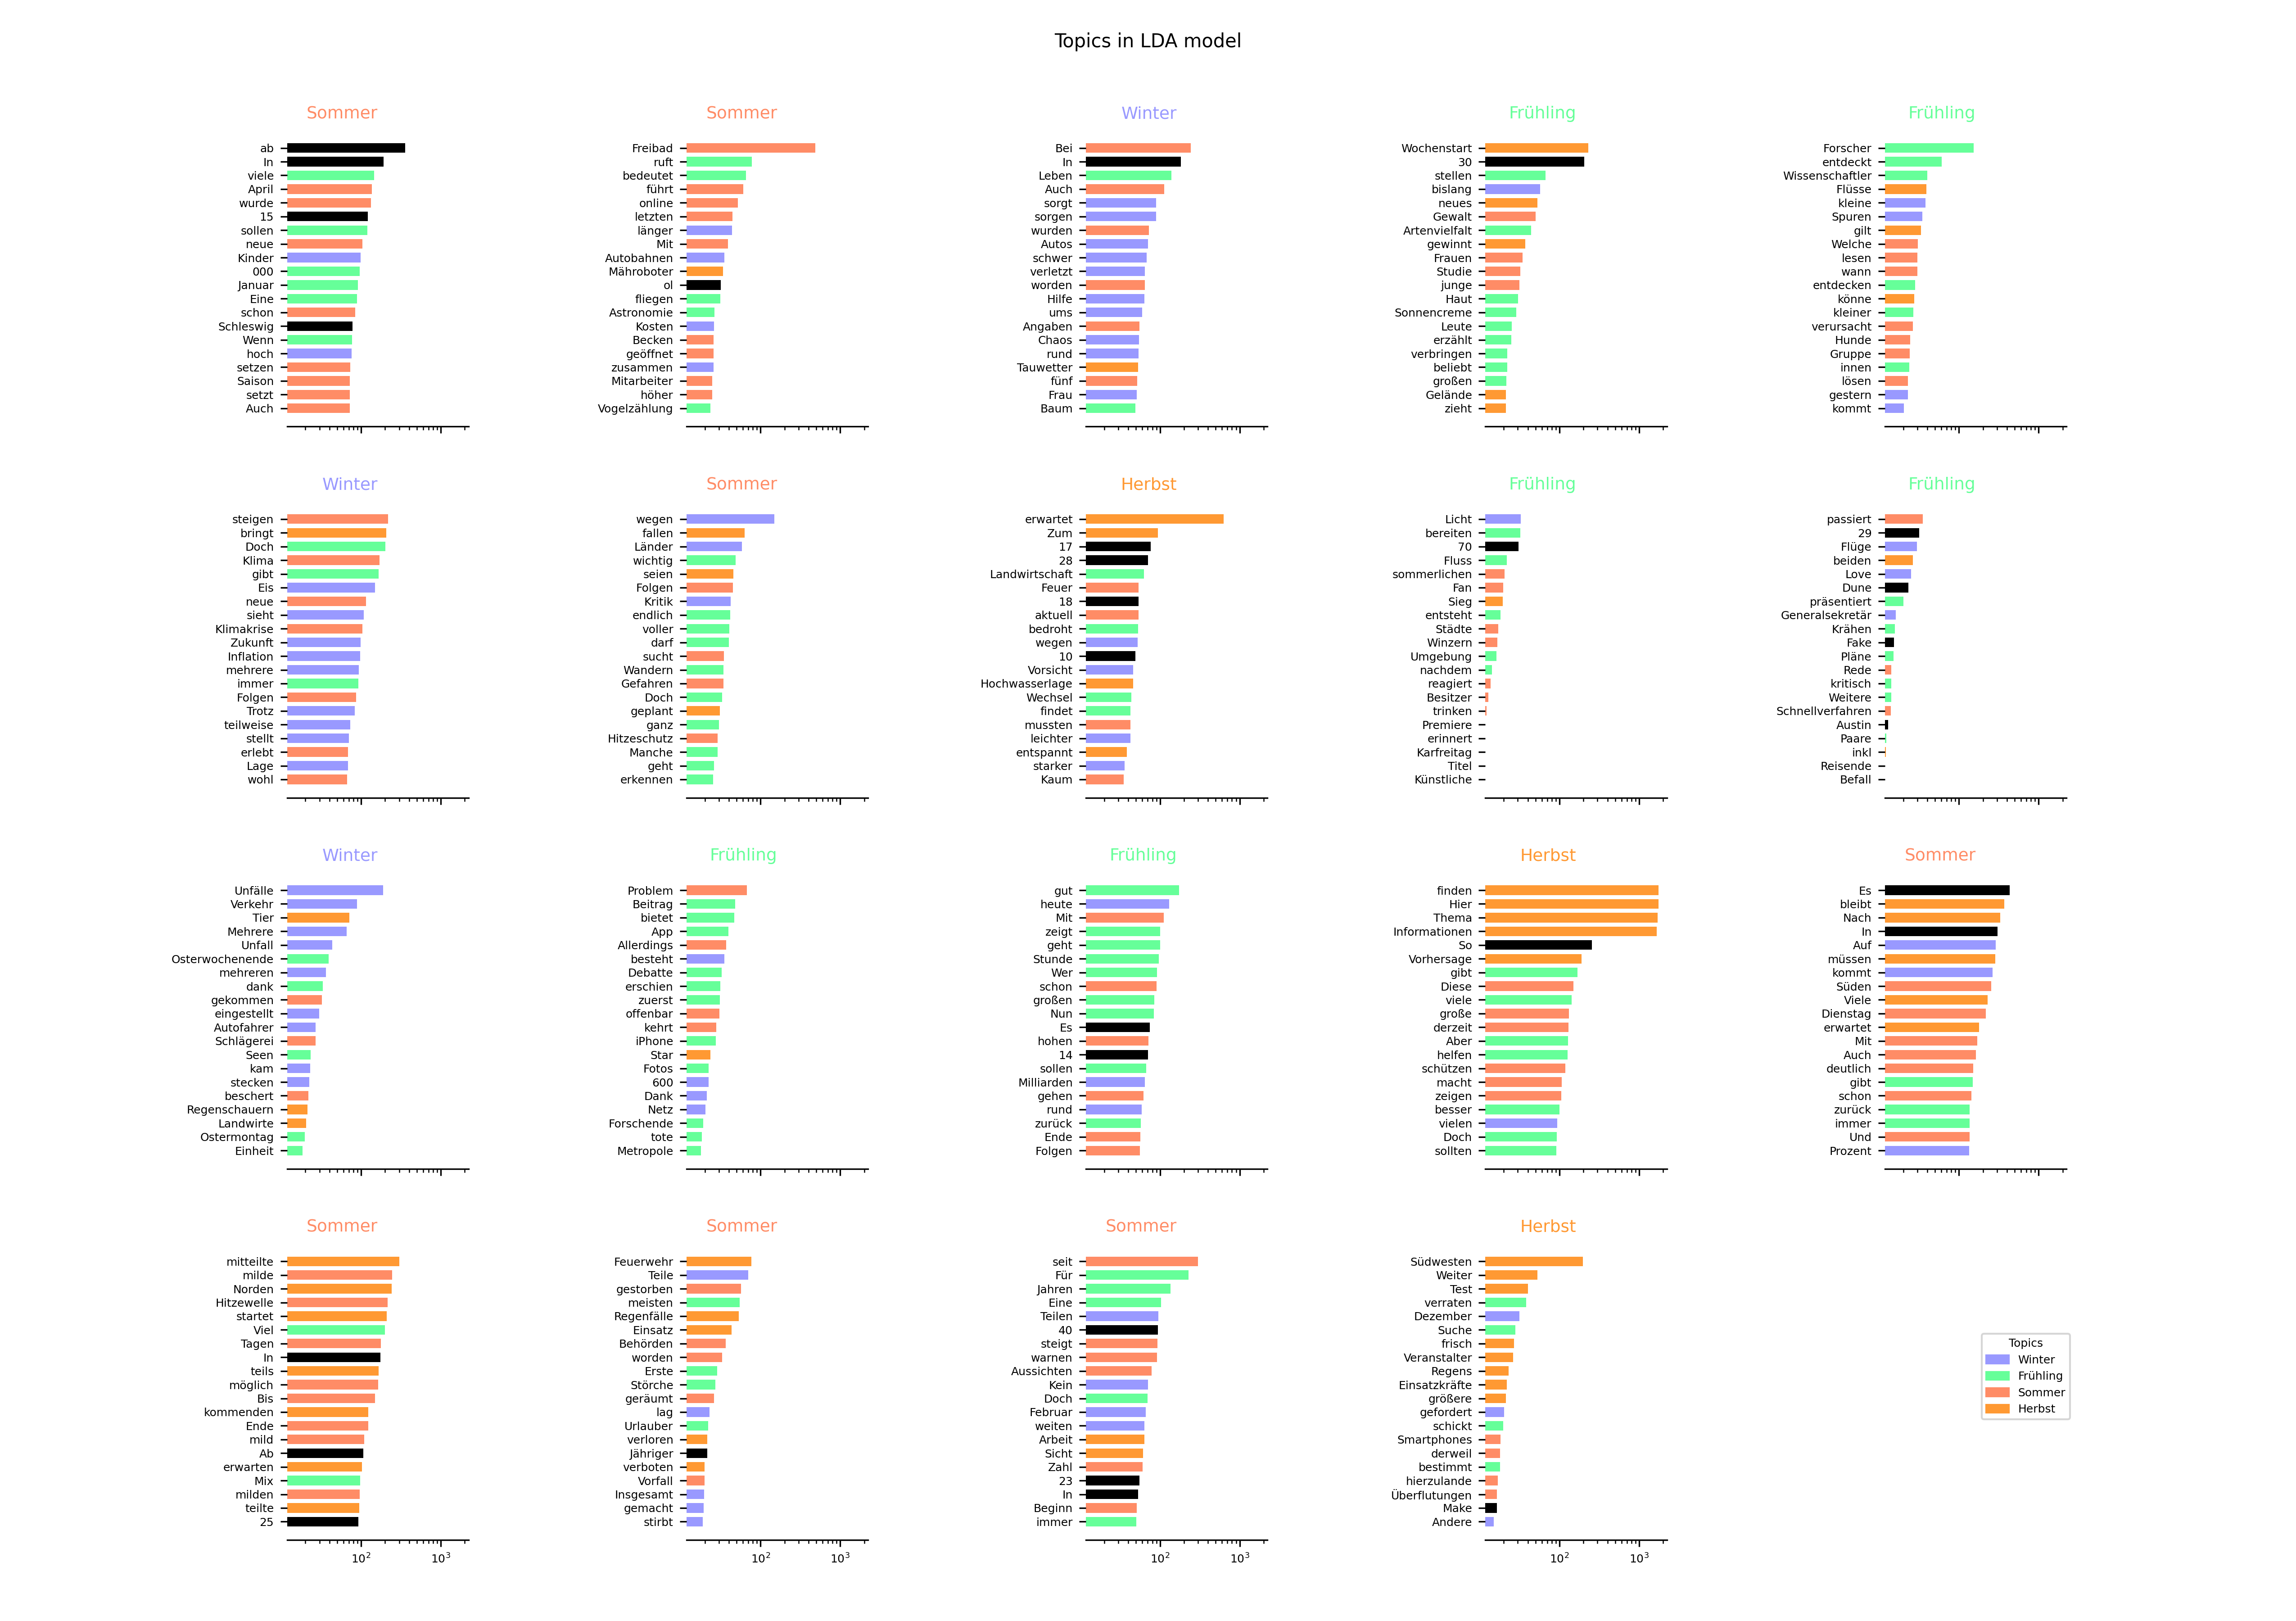 Topics in LDA model
Sommer
ab
In
viele
April
wurde
15
sollen
neue
Kinder
000
Januar
Eine
schon
Schleswig
Wenn
hoch
setzen
Saison
setzt
Auch
Sommer
Freibad
ruft
bedeutet
führt
online
letzten
länger
Mit
Autobahnen
Mähroboter
ol
fliegen
Astronomie
Kosten
Becken
geöffnet
zusammen
Mitarbeiter
höher
Vogelzählung
Winter
Bei
In
Leben
Auch
sorgt
sorgen
wurden
Autos
schwer
verletzt
worden
Hilfe
ums
Angaben
Chaos
rund
Tauwetter
fünf
Frau
Baum
Frühling
Wochenstart
30
stellen
bislang
neues
Gewalt
Artenvielfalt
gewinnt
Frauen
Studie
junge
Haut
Sonnencreme
Leute
erzählt
verbringen
beliebt
großen
Gelände
zieht
Frühling
Forscher
entdeckt
Wissenschaftler
Flüsse
kleine
Spuren
gilt
Welche
lesen
wann
entdecken
könne
kleiner
verursacht
Hunde
Gruppe
innen
lösen
gestern
kommt
Winter
steigen
bringt
Doch
Klima
gibt
Eis
neue
sieht
Klimakrise
Zukunft
Inflation
mehrere
immer
Folgen
Trotz
teilweise
stellt
erlebt
Lage
wohl
Sommer
wegen
fallen
Länder
wichtig
seien
Folgen
Kritik
endlich
voller
darf
sucht
Wandern
Gefahren
Doch
geplant
ganz
Hitzeschutz
Manche
geht
erkennen
Herbst
erwartet
Zum
17
28
Landwirtschaft
Feuer
18
aktuell
bedroht
wegen
10
Vorsicht
Hochwasserlage
Wechsel
findet
mussten
leichter
entspannt
starker
Kaum
Frühling
Licht
bereiten
70
Fluss
sommerlichen
Fan
Sieg
entsteht
Städte
Winzern
Umgebung
nachdem
reagiert
Besitzer
trinken
Premiere
erinnert
Karfreitag
Titel
Künstliche
Frühling
passiert
29
Flüge
beiden
Love
Dune
präsentiert
Generalsekretär
Krähen
Fake
Pläne
Rede
kritisch
Weitere
Schnellverfahren
Austin
Paare
inkl
Reisende
Befall
Winter
Unfälle
Verkehr
Tier
Mehrere
Unfall
Osterwochenende
mehreren
dank
gekommen
eingestellt
Autofahrer
Schlägerei
Seen
kam
stecken
beschert
Regenschauern
Landwirte
Ostermontag
Einheit
Frühling
Problem
Beitrag
bietet
App
Allerdings
besteht
Debatte
erschien
zuerst
offenbar
kehrt
iPhone
Star
Fotos
600
Dank
Netz
Forschende
tote
Metropole
Frühling
gut
heute
Mit
zeigt
geht
Stunde
Wer
schon
großen
Nun
Es
hohen
14
sollen
Milliarden
gehen
rund
zurück
Ende
Folgen
Herbst
finden
Hier
Thema
Informationen
So
Vorhersage
gibt
Diese
viele
große
derzeit
Aber
helfen
schützen
macht
zeigen
besser
vielen
Doch
sollten
Sommer
Es
bleibt
Nach
In
Auf
müssen
kommt
Süden
Viele
Dienstag
erwartet
Mit
Auch
deutlich
gibt
schon
zurück
immer
Und
Prozent
Sommer
mitteilte
milde
Norden
Hitzewelle
startet
Viel
Tagen
In
teils
möglich
Bis
kommenden
Ende
mild
Ab
erwarten
Mix
milden
teilte
25
10² 10³
Sommer
Feuerwehr
Teile
gestorben
meisten
Regenfälle
Einsatz
Behörden
worden
Erste
Störche
geräumt
lag
Urlauber
verloren
Jähriger
verboten
Vorfall
Insgesamt
gemacht
stirbt
10² 10³
Sommer
seit
Für
Jahren
Eine
Teilen
40
steigt
warnen
Aussichten
Kein
Doch
Februar
weiten
Arbeit
Sicht
Zahl
23
In
Beginn
immer
10² 10³
Herbst
Südwesten
Weiter
Test
verraten
Dezember
Suche
frisch
Veranstalter
Regens
Einsatzkräfte
größere
gefordert
schickt
Smartphones
derweil
bestimmt
hierzulande
Überflutungen
Make
Andere
10² 10³
Topics
Winter
Frühling
Sommer
Herbst